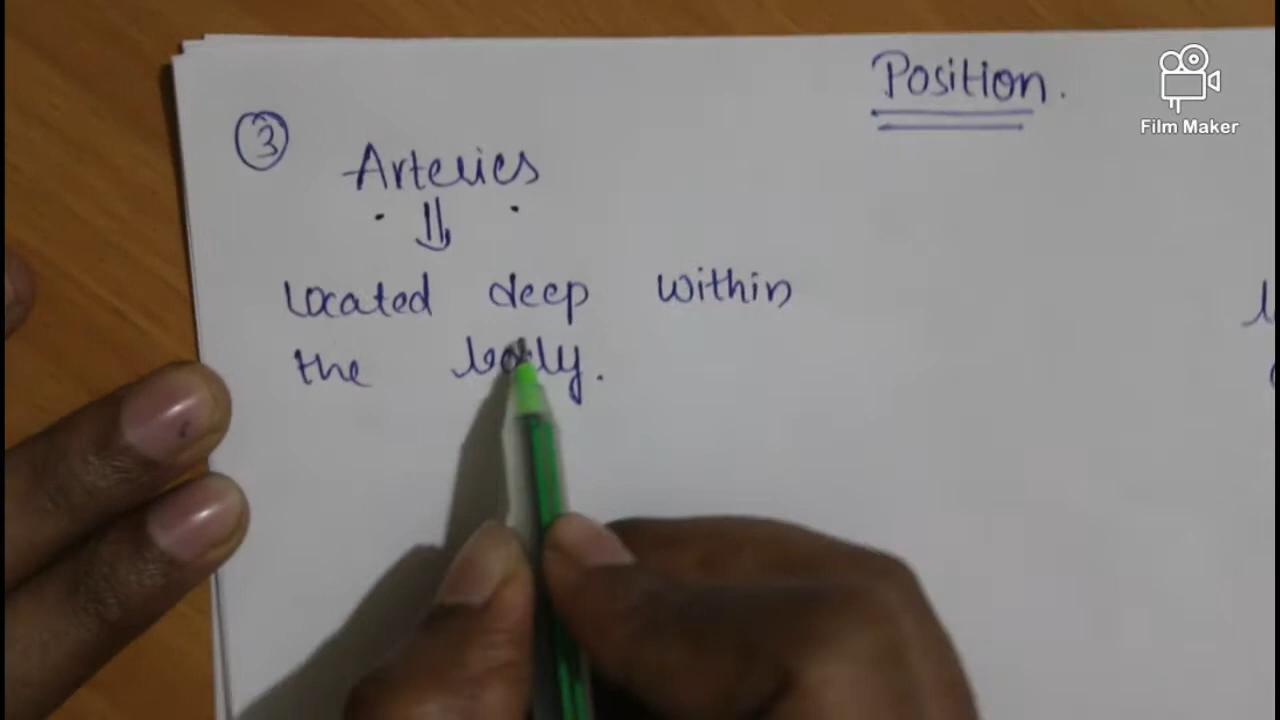 Position.
Film Maker
3
Arteries
Located deep within
the body.